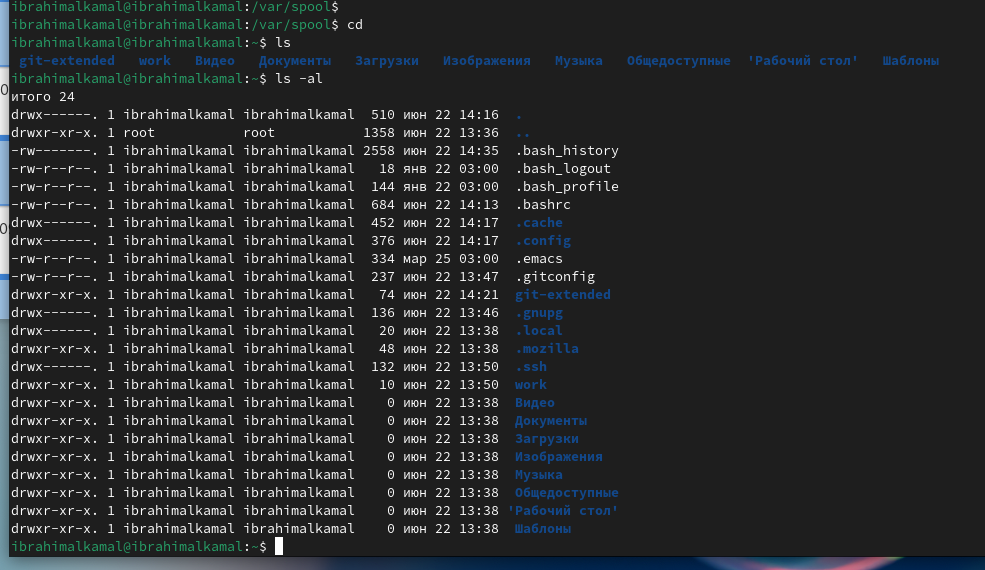 ibrahimalkamal@ibrahimalkamal:/var/spool$
ibrahimalkamal@ibrahimalkamal:/var/spool$ cd
ibrahimalkamal@ibrahimalkamal:~$ ls
git-extended work Видео Документы Загрузки Изображения Музыка Общедоступные 'Рабочий стол' Шаблоны
ibrahimalkamal@ibrahimalkamal:~$ ls -al
итого 24
drwx------. 1 ibrahimalkamal ibrahimalkamal 510 июн 22 14:16 .
drwxr-xr-x. 1 root root 1358 июн 22 13:36 ..
-rw-------. 1 ibrahimalkamal ibrahimalkamal 2558 июн 22 14:35 .bash_history
-rw-r--r--. 1 ibrahimalkamal ibrahimalkamal 18 янв 22 03:00 .bash_logout
-rw-r--r--. 1 ibrahimalkamal ibrahimalkamal 144 янв 22 03:00 .bash_profile
-rw-r--r--. 1 ibrahimalkamal ibrahimalkamal 684 июн 22 14:13 .bashrc
drwx------. 1 ibrahimalkamal ibrahimalkamal 452 июн 22 14:17 .cache
drwx------. 1 ibrahimalkamal ibrahimalkamal 376 июн 22 14:17 .config
-rw-r--r--. 1 ibrahimalkamal ibrahimalkamal 334 мар 25 03:00 .emacs
-rw-r--r--. 1 ibrahimalkamal ibrahimalkamal 237 июн 22 13:47 .gitconfig
drwxr-xr-x. 1 ibrahimalkamal ibrahimalkamal 74 июн 22 14:21 git-extended
drwx------. 1 ibrahimalkamal ibrahimalkamal 136 июн 22 13:46 .gnupg
drwx------. 1 ibrahimalkamal ibrahimalkamal 20 июн 22 13:38 .local
drwxr-xr-x. 1 ibrahimalkamal ibrahimalkamal 48 июн 22 13:38 .mozilla
drwx------. 1 ibrahimalkamal ibrahimalkamal 132 июн 22 13:50 .ssh
drwxr-xr-x. 1 ibrahimalkamal ibrahimalkamal 10 июн 22 13:50 work
drwxr-xr-x. 1 ibrahimalkamal ibrahimalkamal 0 июн 22 13:38 Видео
drwxr-xr-x. 1 ibrahimalkamal ibrahimalkamal 0 июн 22 13:38 Документы
drwxr-xr-x. 1 ibrahimalkamal ibrahimalkamal 0 июн 22 13:38 Загрузки
drwxr-xr-x. 1 ibrahimalkamal ibrahimalkamal 0 июн 22 13:38 Изображения
drwxr-xr-x. 1 ibrahimalkamal ibrahimalkamal 0 июн 22 13:38 Музыка
drwxr-xr-x. 1 ibrahimalkamal ibrahimalkamal 0 июн 22 13:38 Общедоступные
drwxr-xr-x. 1 ibrahimalkamal ibrahimalkamal 0 июн 22 13:38 'Рабочий стол'
drwxr-xr-x. 1 ibrahimalkamal ibrahimalkamal 0 июн 22 13:38 Шаблоны
ibrahimalkamal@ibrahimalkamal:~$